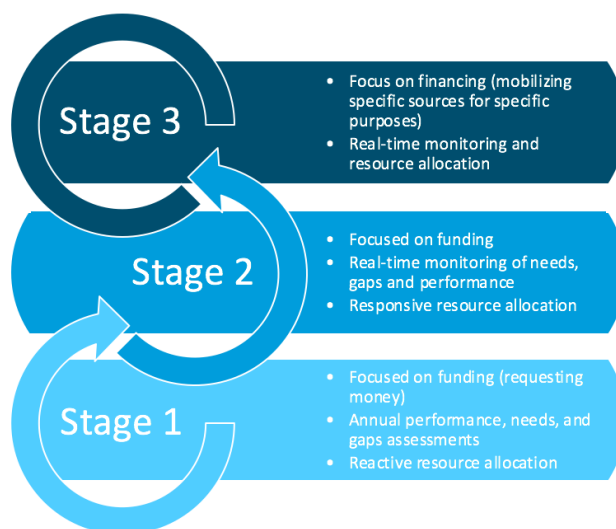 Stage 3
• Focus on financing (mobilizing
specific sources for specific
purposes)
• Real-time monitoring and
resource allocation
Stage 2
• Focused on funding
• Real-time monitoring of needs,
gaps and performance
• Responsive resource allocation
Stage 1
• Focused on funding (requesting
money)
• Annual performance, needs, and
gaps assessments
• Reactive resource allocation